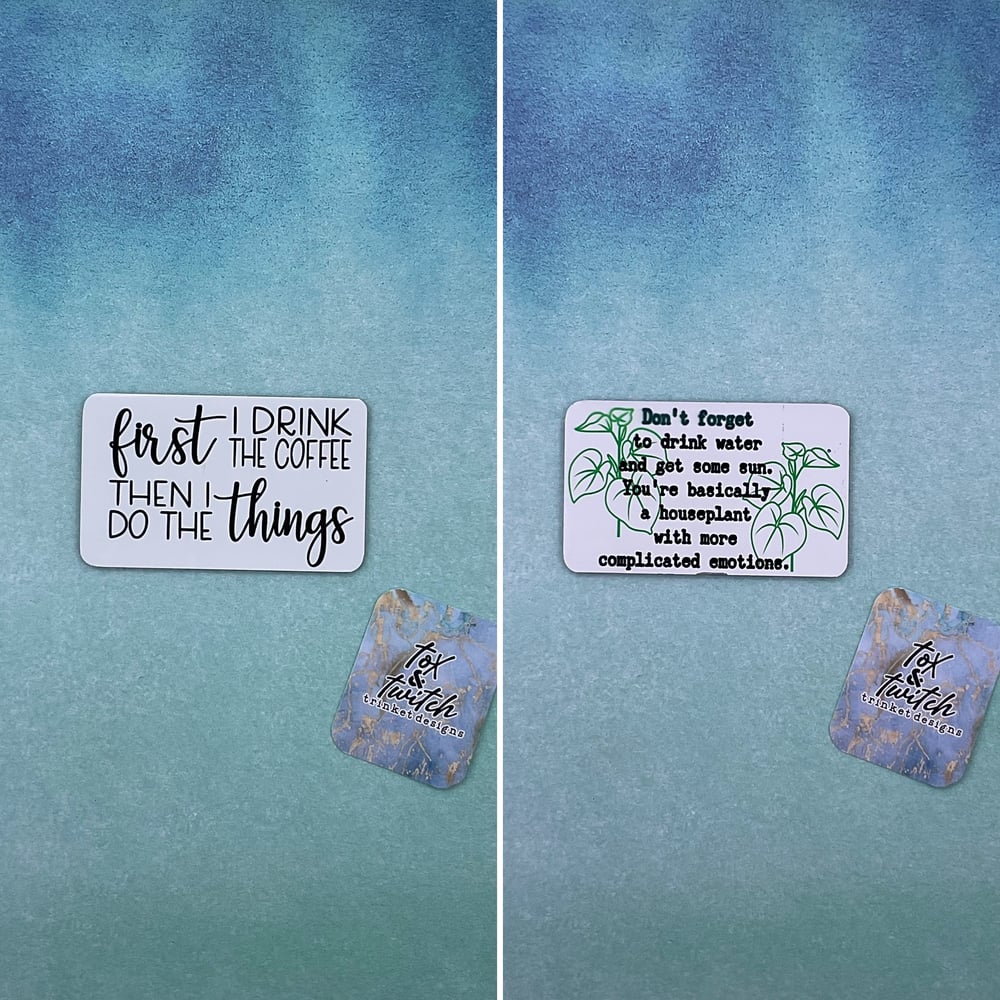 first I DRINK
THE COFFEE
THEN I
DO THE things
tox
&
twitch
trinket designs
Don't forget
to drink water
and get some sun.
You're basically
a houseplant
with more
complicated emotions.
tox
&
twitch
trinket designs